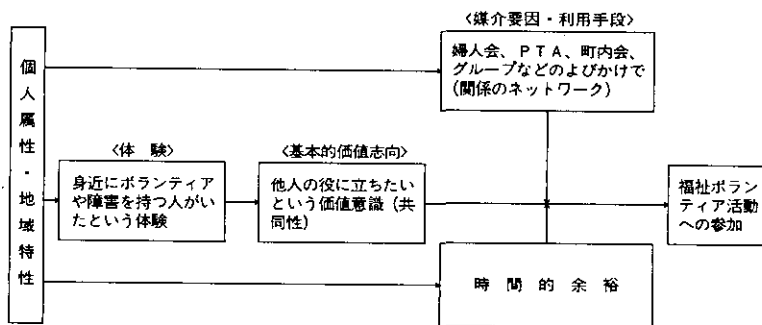 〈媒介要因・利用手段〉
婦人会、PTA、町内会、
グループなどのよびかけで
(関係のネットワーク)
個人属性・地域特性
〈体　験〉
身近にボランティア
や障害を持つ人がい
たという体験
〈基本的価値志向〉
他人の役に立ちたい
という価値意識(共
同性)
福祉ボラン
ティア活動
への参加
時　間　的　余　裕